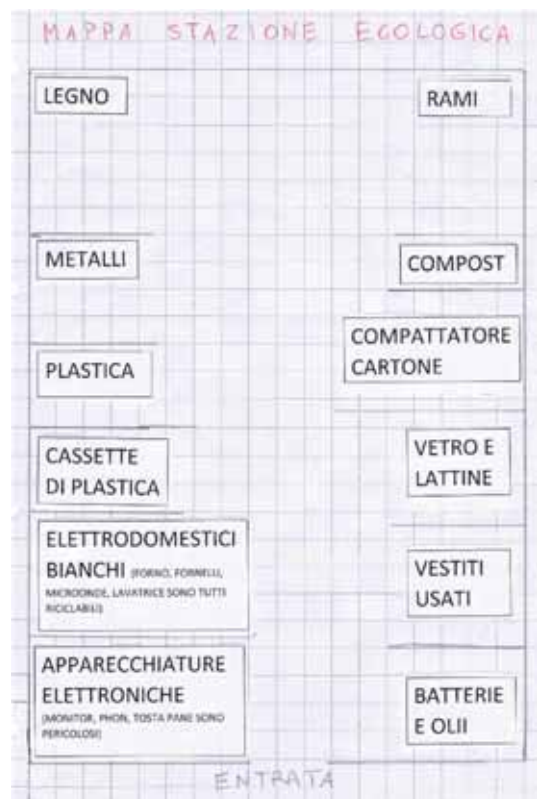 MAPPA STAZIONE ECOLOGICA
LEGNO
RAMI
METALLI
COMPOST
COMPATTATORE
CARTONE
PLASTICA
VETRO E
LATTINE
CASSETTE
DI PLASTICA
ELETTRODOMESTICI
BIANCHI (FORNO, FORNELLI,
MICROONDE, LAVATRICE SONO TUTTI
RICICLABILI)
VESTITI
USATI
APPARECCHIATURE
ELETTRONICHE
(MONITOR, PHON, TOSTA PANE SONO
PERICOLOSI)
BATTERIE
E OLII
ENTRATA